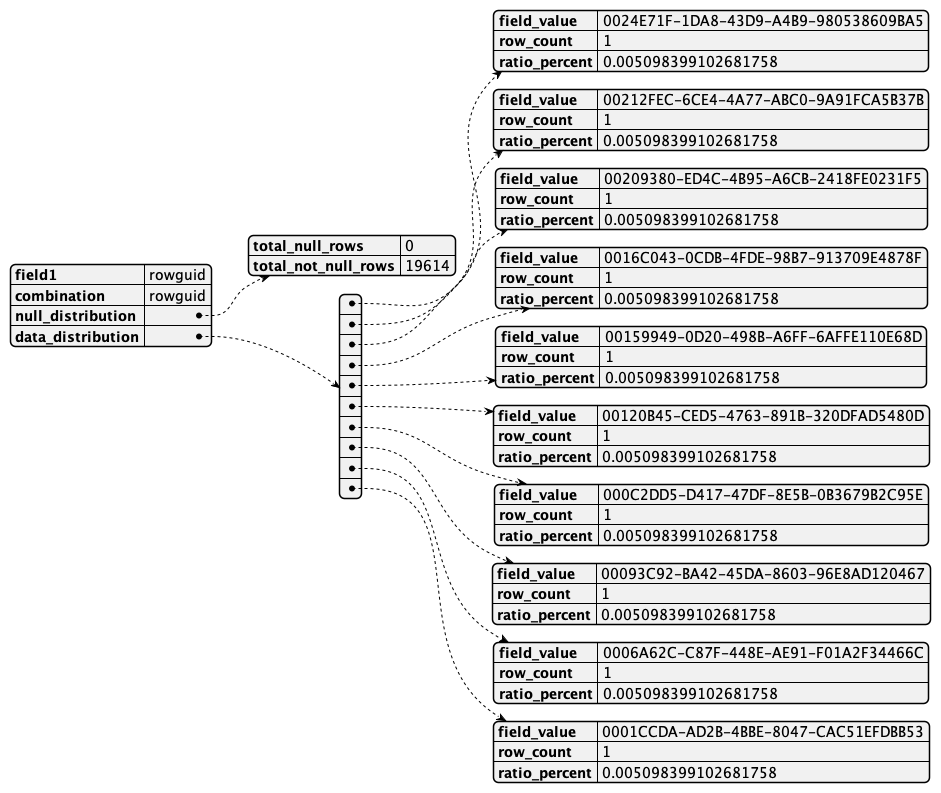 field1 rowguid
combination rowguid
null_distribution
data_distribution
total_null_rows 0
total_not_null_rows 19614
field_value 0024E71F-1DA8-43D9-A4B9-980538609BA5
row_count 1
ratio_percent 0.005098399102681758
field_value 00212FEC-6CE4-4A77-ABC0-9A91FCA5B37B
row_count 1
ratio_percent 0.005098399102681758
field_value 00209380-ED4C-4B95-A6CB-2418FE0231F5
row_count 1
ratio_percent 0.005098399102681758
field_value 0016C043-0CDB-4FDE-98B7-913709E4878F
row_count 1
ratio_percent 0.005098399102681758
field_value 00159949-0D20-498B-A6FF-6AFFE110E68D
row_count 1
ratio_percent 0.005098399102681758
field_value 00120B45-CED5-4763-891B-320DFAD5480D
row_count 1
ratio_percent 0.005098399102681758
field_value 000C2DD5-D417-47DF-8E5B-0B3679B2C95E
row_count 1
ratio_percent 0.005098399102681758
field_value 00093C92-BA42-45DA-8603-96E8AD120467
row_count 1
ratio_percent 0.005098399102681758
field_value 0006A62C-C87F-448E-AE91-F01A2F34466C
row_count 1
ratio_percent 0.005098399102681758
field_value 0001CCDA-AD2B-4BBE-8047-CAC51EFDBB53
row_count 1
ratio_percent 0.005098399102681758